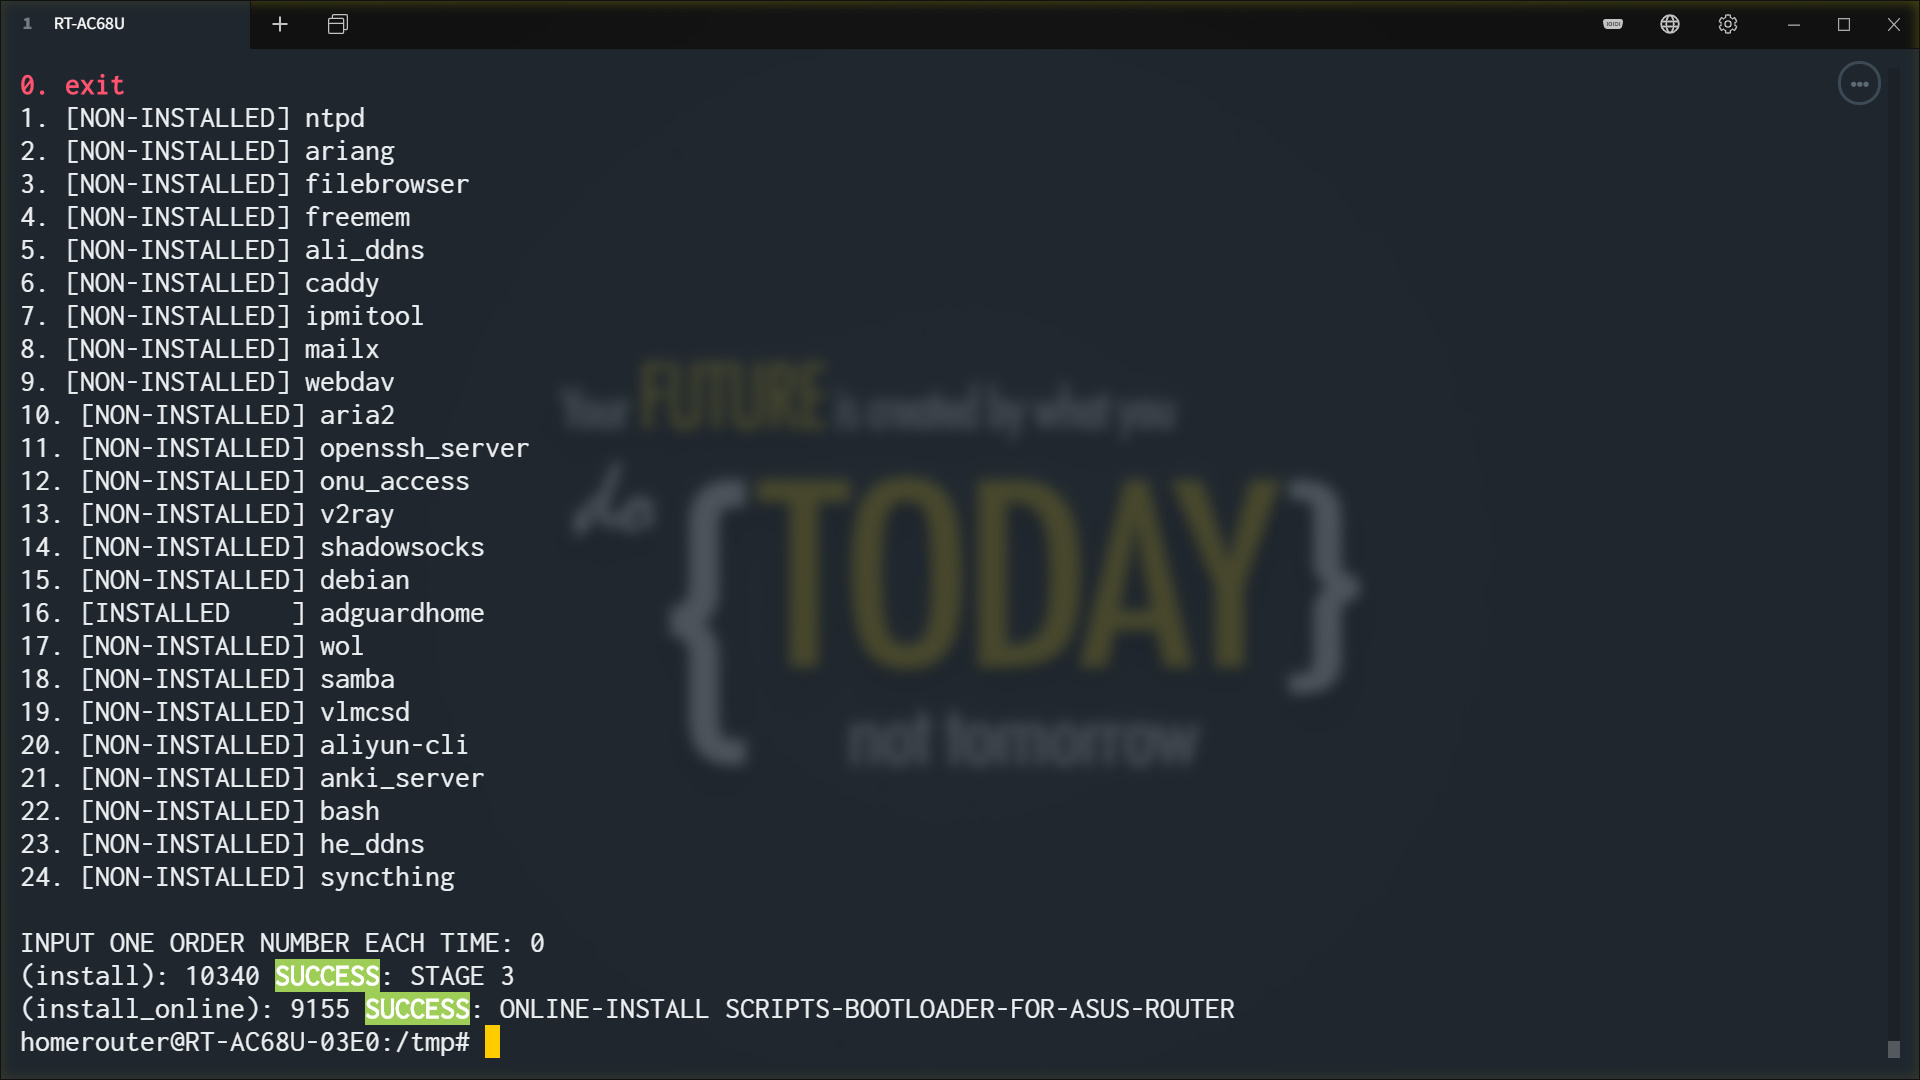 1 RT-AC68U
0. exit
1. [NON-INSTALLED] ntpd
2. [NON-INSTALLED] ariang
3. [NON-INSTALLED] filebrowser
4. [NON-INSTALLED] freemem
5. [NON-INSTALLED] ali_ddns
6. [NON-INSTALLED] caddy
7. [NON-INSTALLED] ipmitool
8. [NON-INSTALLED] mailx
9. [NON-INSTALLED] webdav
10. [NON-INSTALLED] aria2
11. [NON-INSTALLED] openssh_server
12. [NON-INSTALLED] onu_access
13. [NON-INSTALLED] v2ray
14. [NON-INSTALLED] shadowsocks
15. [NON-INSTALLED] debian
16. [INSTALLED    ] adguardhome
17. [NON-INSTALLED] wol
18. [NON-INSTALLED] samba
19. [NON-INSTALLED] vlmcsd
20. [NON-INSTALLED] aliyun-cli
21. [NON-INSTALLED] anki_server
22. [NON-INSTALLED] bash
23. [NON-INSTALLED] he_ddns
24. [NON-INSTALLED] syncthing
INPUT ONE ORDER NUMBER EACH TIME: 0
(install): 10340 SUCCESS: STAGE 3
(install_online): 9155 SUCCESS: ONLINE-INSTALL SCRIPTS-BOOTLOADER-FOR-ASUS-ROUTER
homerouter@RT-AC68U-03E0:/tmp#
Your FUTURE is created by what you
do {TODAY}
not tomorrow